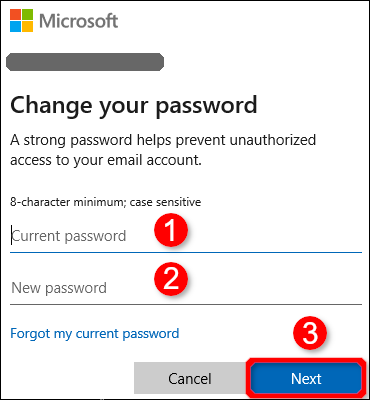 Microsoft
Change your password
A strong password helps prevent unauthorized
access to your email account.
8-character minimum; case sensitive
Current password 1
New password 2
Forgot my current password
3
Cancel Next